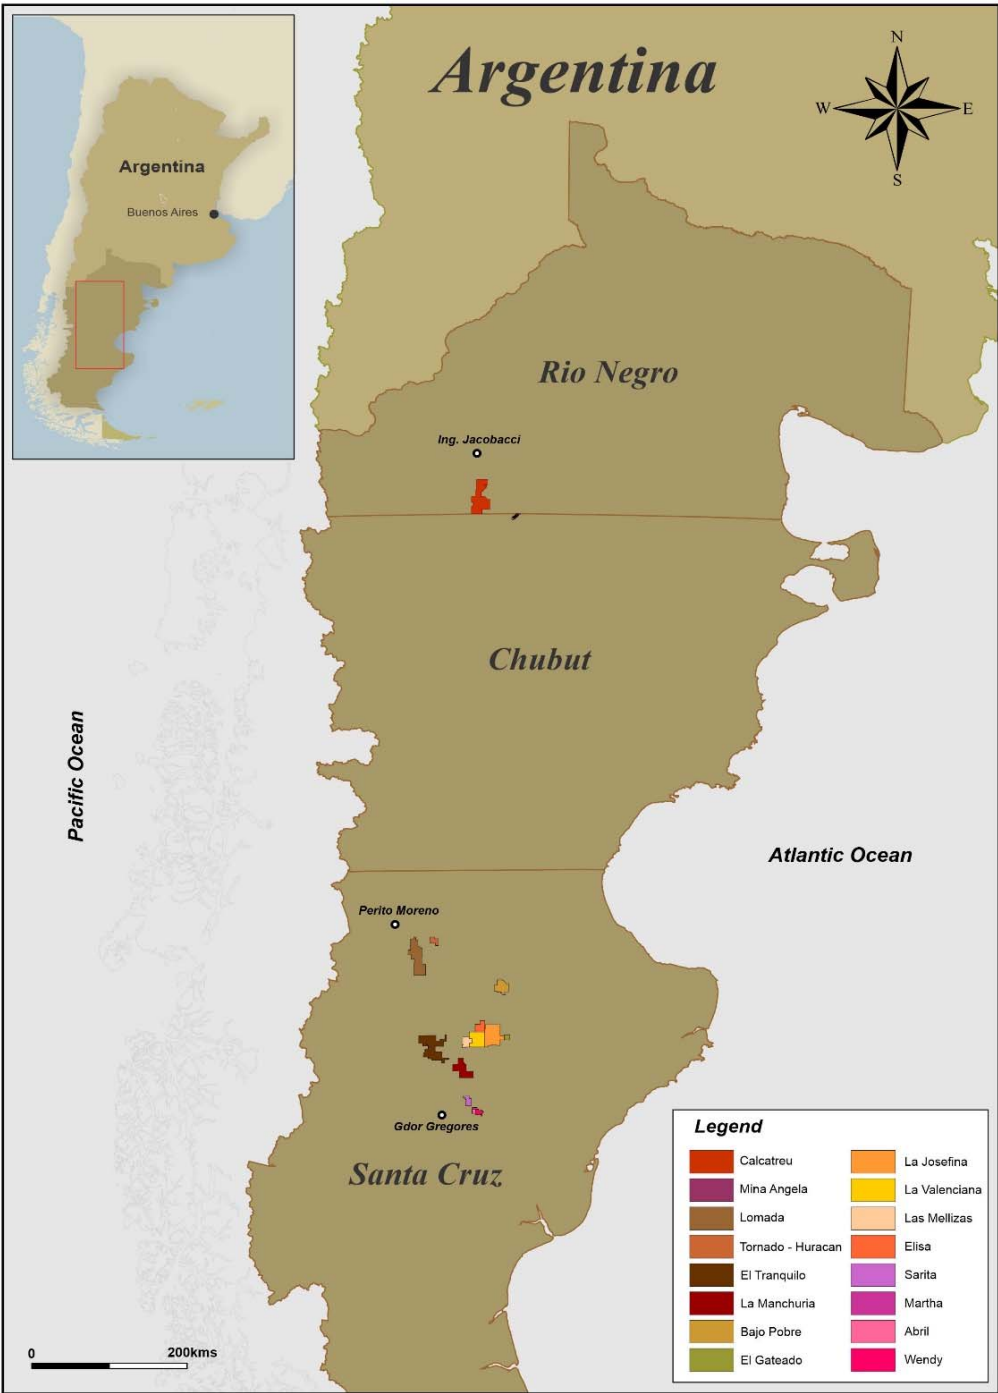 Argentina
N
W
E
S
Argentina
Buenos Aires
Rio Negro
Ing. Jacobacci
Chubut
Pacific Ocean
Atlantic Ocean
Perito Moreno
Gdor Gregores
Santa Cruz
Legend
Calcatreu
Mina Angela
Lomada
Tornado - Huracan
El Tranquilo
La Manchuria
Bajo Pobre
El Gateado
La Josefina
La Valenciana
Las Mellizas
Elisa
Sarita
Martha
Abril
Wendy
0
200kms